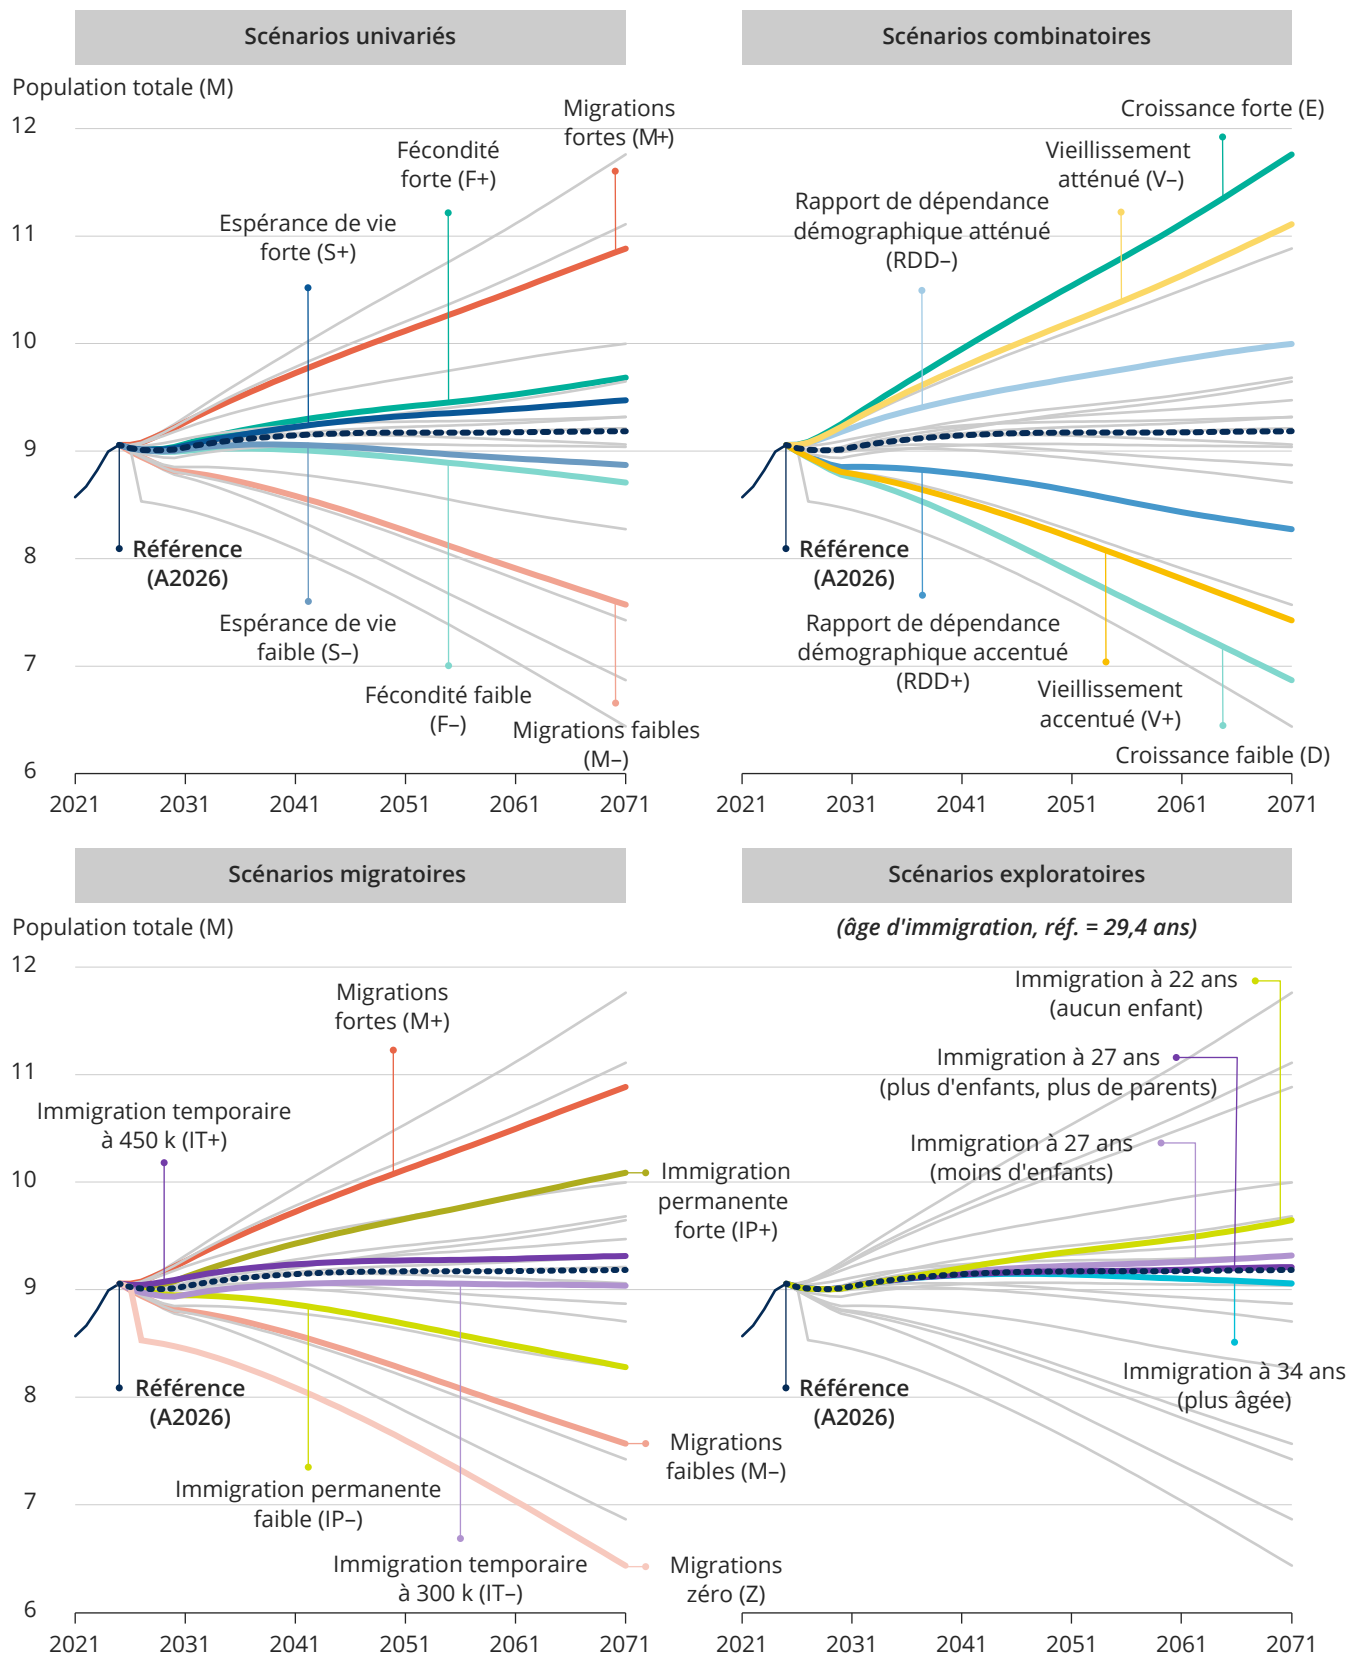 Scénarios univariés
Population totale (M)
12
11
10
9
8
7
6
Migrations
fortes (M+)
Fécondité
forte (F+)
Espérance de vie
forte (S+)
Référence
(A2026)
Espérance de vie
faible (S–)
Fécondité faible
(F–)
Migrations faibles
(M–)
2021
2031
2041
2051
2061
2071
Scénarios combinatoires
Croissance forte (E)
Vieillissement
atténué (V–)
Rapport de dépendance
démographique atténué
(RDD–)
Référence
(A2026)
Rapport de dépendance
démographique accentué
(RDD+)
Vieillissement
accentué (V+)
Croissance faible (D)
2021
2031
2041
2051
2061
2071
Scénarios migratoires
Population totale (M)
12
11
10
9
8
7
6
Migrations
fortes (M+)
Immigration temporaire
à 450 k (IT+)
Immigration
permanente
forte (IP+)
Référence
(A2026)
Migrations
faibles (M–)
Immigration permanente
faible (IP–)
Immigration temporaire
à 300 k (IT–)
Migrations
zéro (Z)
2021
2031
2041
2051
2061
2071
Scénarios exploratoires
(âge d'immigration, réf. = 29,4 ans)
Immigration à 22 ans
(aucun enfant)
Immigration à 27 ans
(plus d'enfants, plus de parents)
Immigration à 27 ans
(moins d'enfants)
Immigration à 34 ans
(plus âgée)
Référence
(A2026)
2021
2031
2041
2051
2061
2071